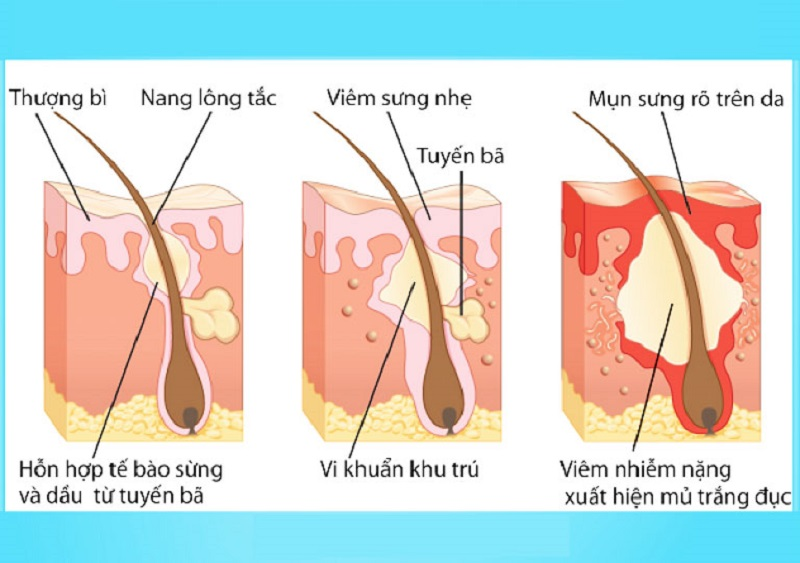 Thượng bì
Nang lông tắc
Viêm sưng nhẹ
Mụn sưng rõ trên da
Tuyến bã
Hỗn hợp tế bào sừng
và dầu từ tuyến bã
Vi khuẩn khu trú
Viêm nhiễm nặng
xuất hiện mủ trắng đục